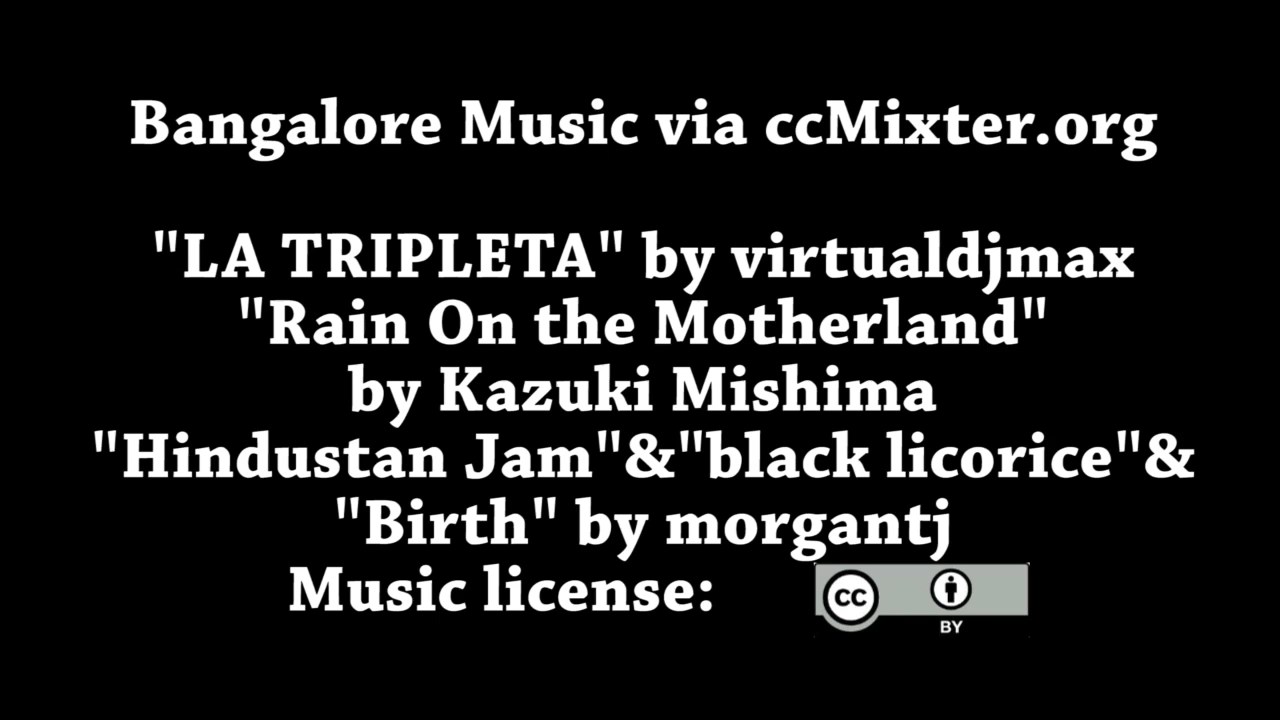 Bangalore Music via ccMixter.org
"LA TRIPLETA" by virtualdjmax
"Rain On the Motherland"
by Kazuki Mishima
"Hindustan Jam"&"black licorice"&
"Birth" by morgantj
Music license:
cc
BY